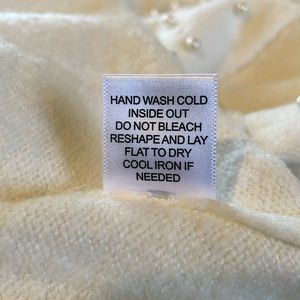 HAND WASH COLD
INSIDE OUT
DO NOT BLEACH
RESHAPE AND LAY
FLAT TO DRY
COOL IRON IF
NEEDED